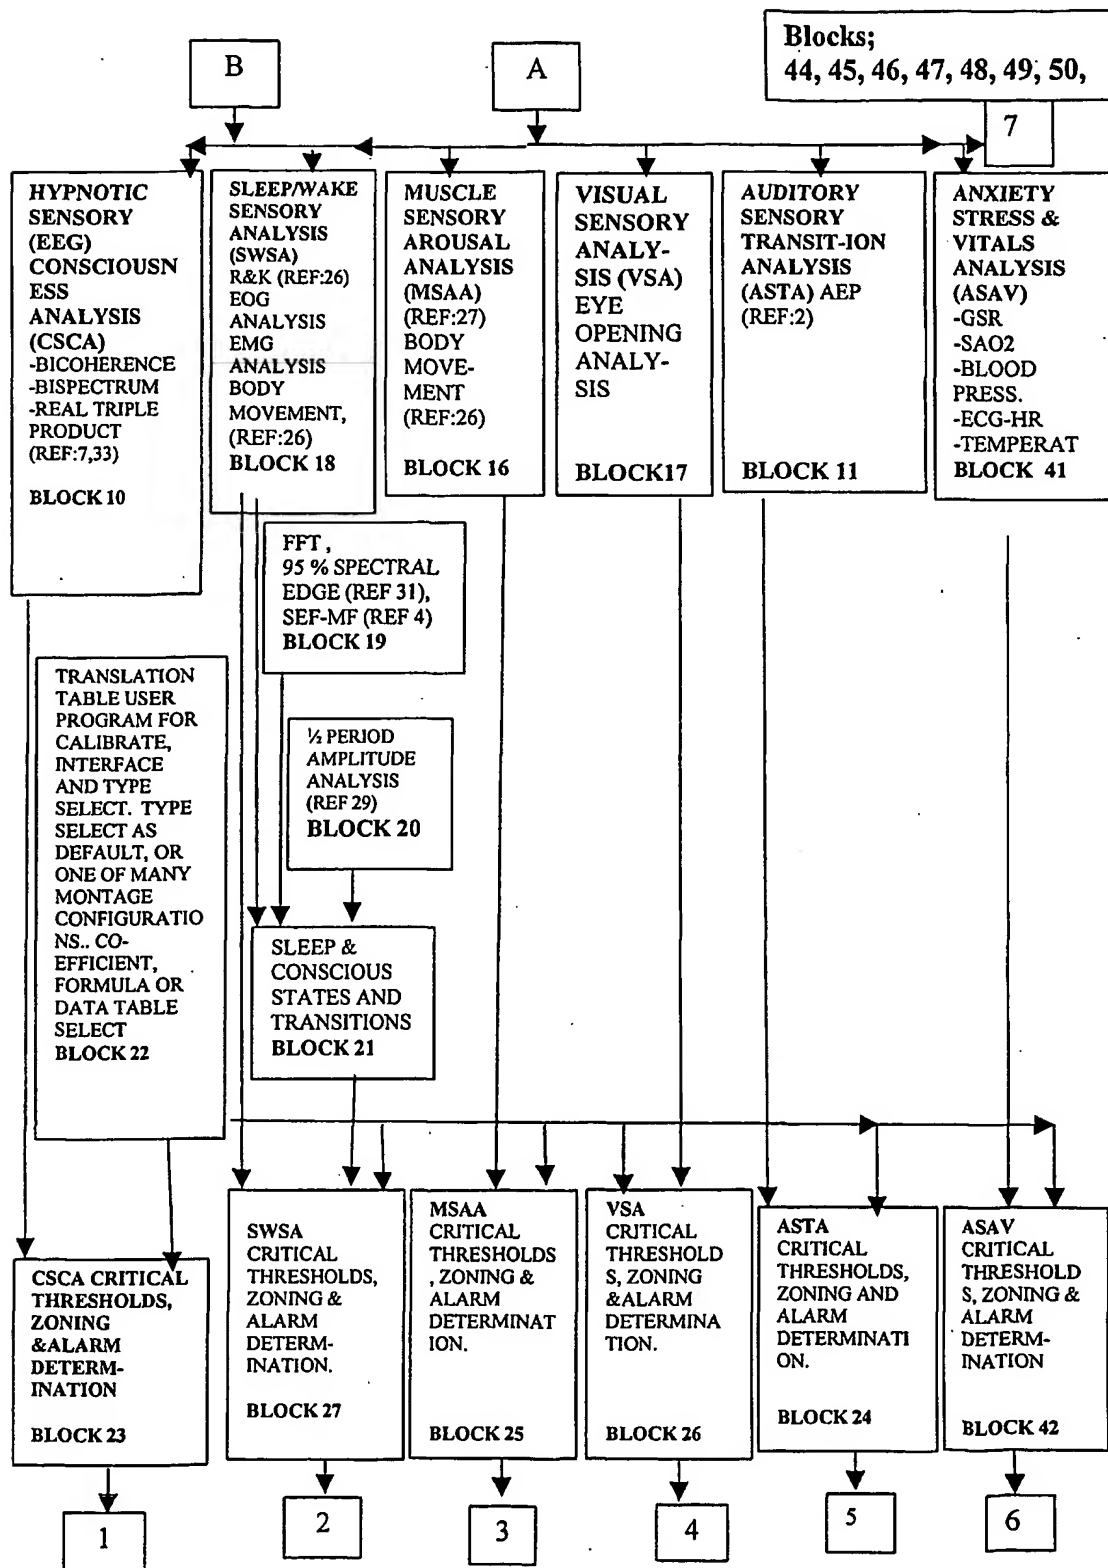 B
A
Blocks;
44, 45, 46, 47, 48, 49, 50,
7
HYPNOTIC
SENSORY
(EEG)
CONSCIOUSN
ESS
ANALYSIS
(CSCA)
-BICOHERENCE
-BISPECTRUM
-REAL TRIPLE
PRODUCT
(REF:7,33)
BLOCK 10
SLEEP/WAKE
SENSORY
ANALYSIS
(SWSA)
R&K (REF:26)
EOG
ANALYSIS
EMG
ANALYSIS
BODY
MOVEMENT,
(REF:26)
BLOCK 18
MUSCLE
SENSORY
AROUSAL
ANALYSIS
(MSAA)
(REF:27)
BODY
MOVE-
MENT
(REF:26)
BLOCK 16
VISUAL
SENSORY
ANALY-
SIS (VSA)
EYE
OPENING
ANALY-
SIS
BLOCK17
AUDITORY
SENSORY
TRANSIT-ION
ANALYSIS
(ASTA) AEP
(REF:2)
BLOCK 11
ANXIETY
STRESS &
VITALS
ANALYSIS
(ASAV)
-GSR
-SAO2
-BLOOD
PRESS.
-ECG-HR
-TEMPERAT
BLOCK 41
FFT ,
95 % SPECTRAL
EDGE (REF 31),
SEF-MF (REF 4)
BLOCK 19
TRANSLATION
TABLE USER
PROGRAM FOR
CALIBRATE,
INTERFACE
AND TYPE
SELECT. TYPE
SELECT AS
DEFAULT, OR
ONE OF MANY
MONTAGE
CONFIGURATIO
NS.. CO-
EFFICIENT,
FORMULA OR
DATA TABLE
SELECT
BLOCK 22
½ PERIOD
AMPLITUDE
ANALYSIS
(REF 29)
BLOCK 20
SLEEP &
CONSCIOUS
STATES AND
TRANSITIONS
BLOCK 21
CSCA CRITICAL
THRESHOLDS,
ZONING
&ALARM
DETERM-
INATION
BLOCK 23
SWSA
CRITICAL
THRESHOLDS,
ZONING &
ALARM
DETERM-
INATION.
BLOCK 27
MSAA
CRITICAL
THRESHOLDS
, ZONING &
ALARM
DETERMINAT
ION.
BLOCK 25
VSA
CRITICAL
THRESHOLD
S, ZONING
&ALARM
DETERMINA
TION.
BLOCK 26
ASTA
CRITICAL
THRESHOLDS,
ZONING AND
ALARM
DETERMINATI
ON.
BLOCK 24
ASAV
CRITICAL
THRESHOLD
S, ZONING &
ALARM
DETERM-
INATION
BLOCK 42
1
2
3
4
5
6